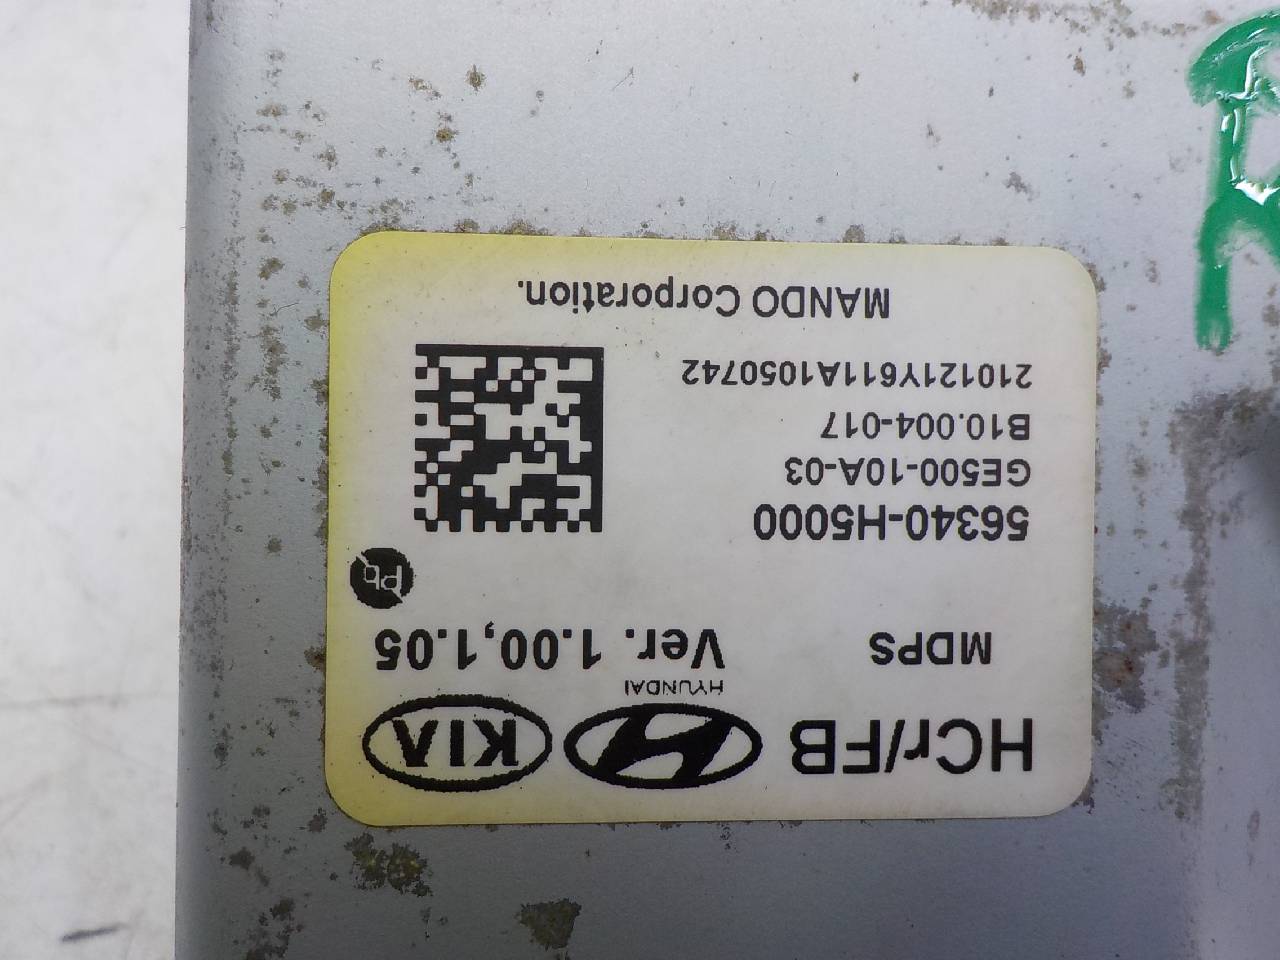 HCr/FB HYUNDAI KIA
MDPS Ver. 1.00,1.05
Pb
56340-H5000
GE500-10A-03
B10.004-017
210121Y611A1050742
MANDO Corporation.